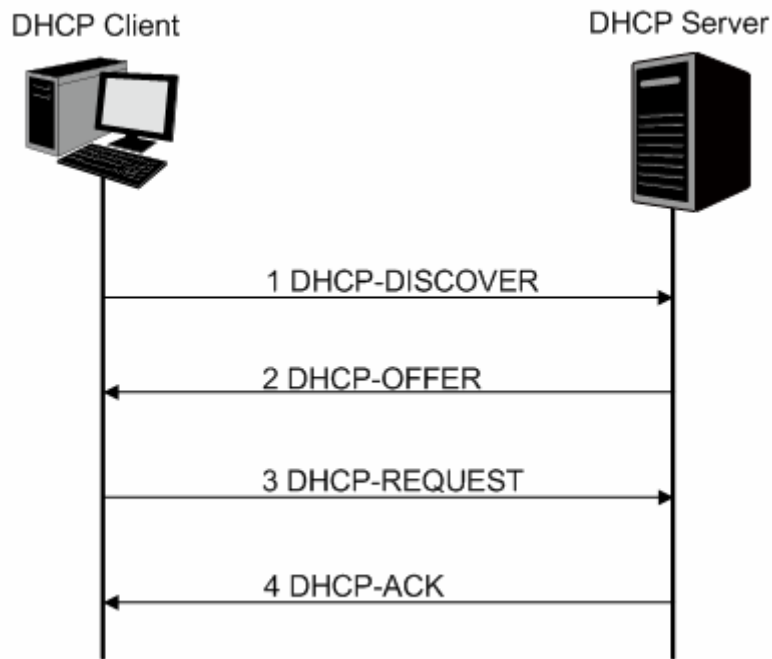 DHCP Client
DHCP Server
1 DHCP-DISCOVER
2 DHCP-OFFER
3 DHCP-REQUEST
4 DHCP-ACK